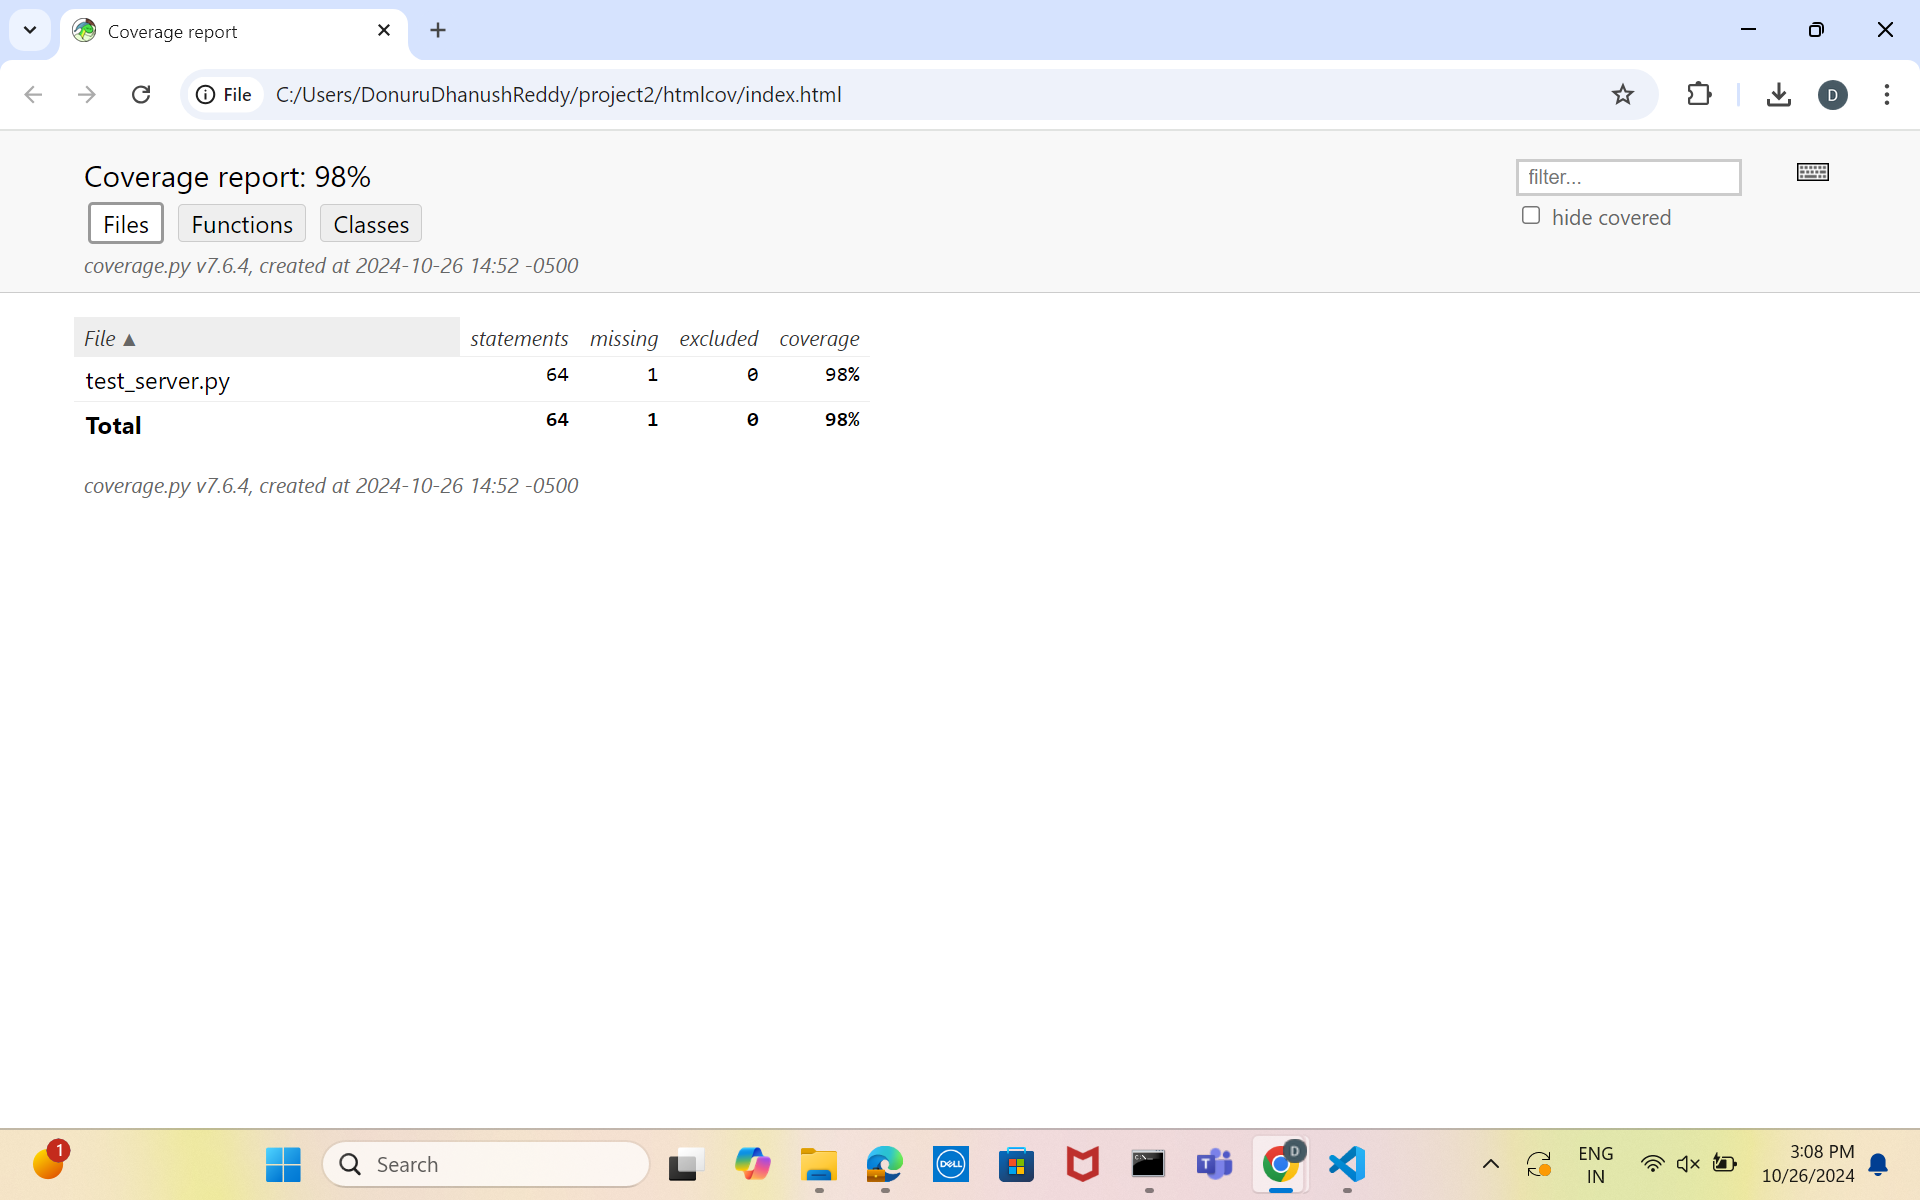 Coverage report
File C:/Users/DonuruDhanushReddy/project2/htmlcov/index.html
D
Coverage report: 98%
filter...
Files Functions Classes
hide covered
coverage.py v7.6.4, created at 2024-10-26 14:52 -0500
File ▲ statements missing excluded coverage
test_server.py 64 1 0 98%
Total 64 1 0 98%
coverage.py v7.6.4, created at 2024-10-26 14:52 -0500
1
Search
DELL
D
ENG
IN
3:08 PM
10/26/2024